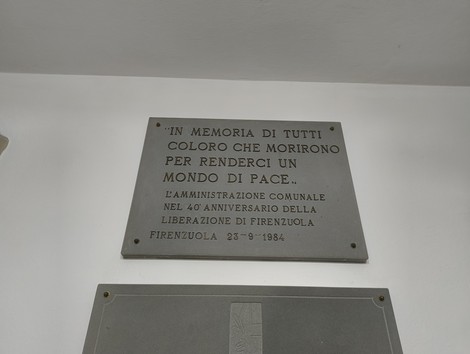 "IN MEMORIA DI TUTTI
COLORO CHE MORIRONO
PER RENDERCI UN
MONDO DI PACE„
L'AMMINISTRAZIONE COMUNALE
NEL 40° ANNIVERSARIO DELLA
LIBERAZIONE DI FIRENZUOLA
FIRENZUOLA 23-9-1984